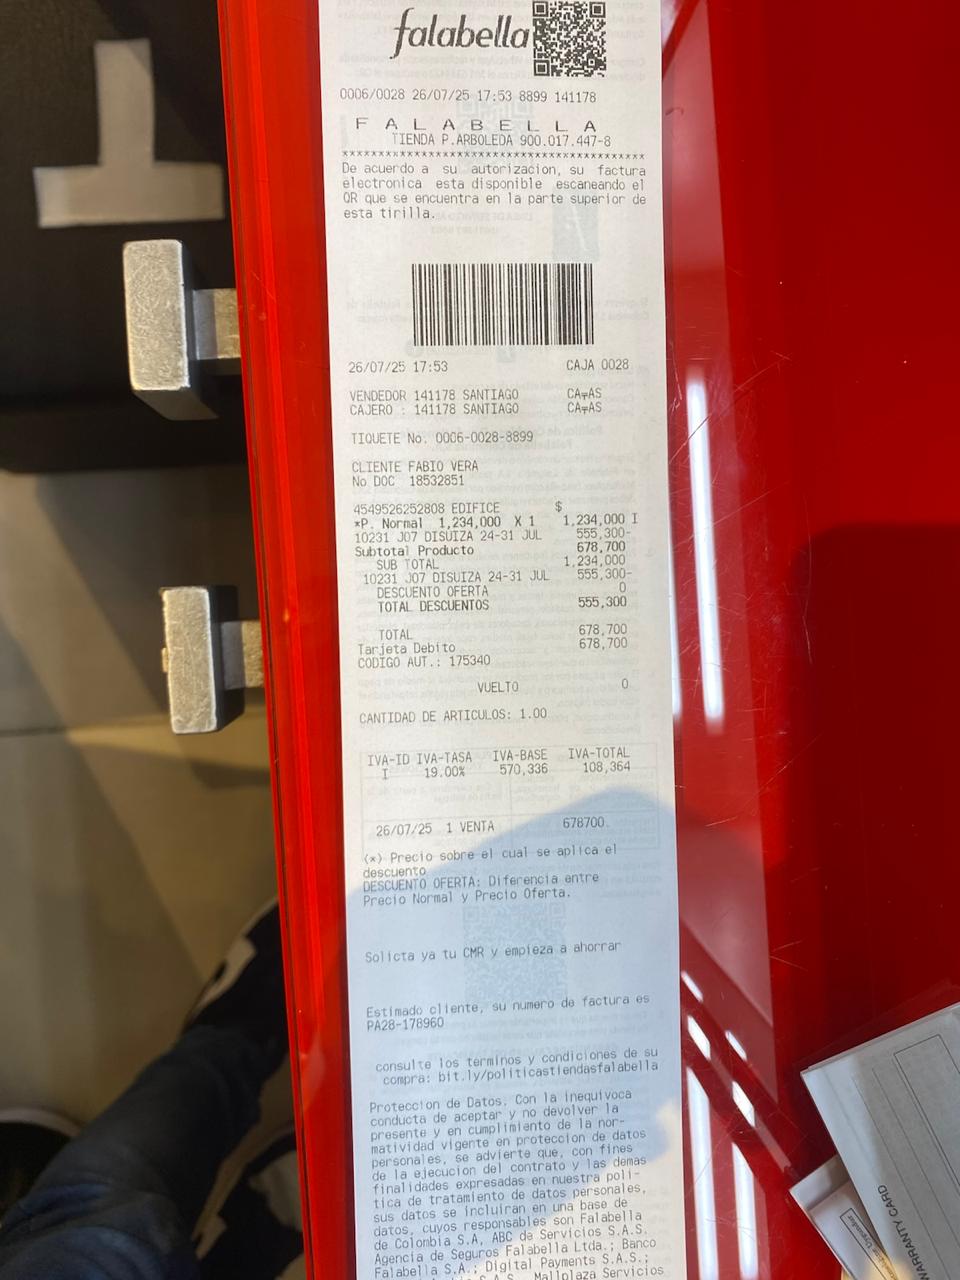 falabella
0006/0028 26/07/25 17:53 8899 141178
F A L A B E L L A
TIENDA P.ARBOLEDA 900.017.447-8
*******************************************
De acuerdo a su autorizacion, su factura
electronica esta disponible escaneando el
QR que se encuentra en la parte superior de
esta tirilla.
26/07/25 17:53 CAJA 0028
VENDEDOR 141178 SANTIAGO CA╤AS
CAJERO : 141178 SANTIAGO CA╤AS
TIQUETE No. 0006-0028-8899
CLIENTE FABIO VERA
No DOC 18532851
4549526252808 EDIFICE $
*P. Normal 1,234,000 X 1 1,234,000 I
10231 J07 DISUIZA 24-31 JUL 555,300-
Subtotal Producto 678,700
SUB TOTAL 1,234,000
10231 J07 DISUIZA 24-31 JUL 555,300-
DESCUENTO OFERTA 0
TOTAL DESCUENTOS 555,300
TOTAL 678,700
Tarjeta Debito 678,700
CODIGO AUT.: 175340
VUELTO 0
CANTIDAD DE ARTICULOS: 1.00
IVA-ID IVA-TASA IVA-BASE IVA-TOTAL
I 19.00% 570,336 108,364
26/07/25 1 VENTA 678700.
(*) Precio sobre el cual se aplica el
descuento
DESCUENTO OFERTA: Diferencia entre
Precio Normal y Precio Oferta.
Solicta ya tu CMR y empieza a ahorrar
Estimado cliente, su numero de factura es
PA28-178960
consulte los terminos y condiciones de su
compra: bit.ly/politicastiendasfalabella
Proteccion de Datos. Con la inequivoca
conducta de aceptar y no devolver la
presente y en cumplimiento de la nor-
matividad vigente en proteccion de datos
personales, se advierte que, con fines
de la ejecucion del contrato y las demas
finalidades expresadas en nuestra poli-
tica de tratamiento de datos personales,
sus datos se incluiran en una base de
datos, cuyos responsables son Falabella
de Colombia S.A, ABC de Servicios S.A.S.
Agencia de Seguros Falabella Ltda.; Banco
Falabella S.A.; Digital Payments S.A.S.;
S.A.S., Mallplaza Servicios
WARRANTY CARD